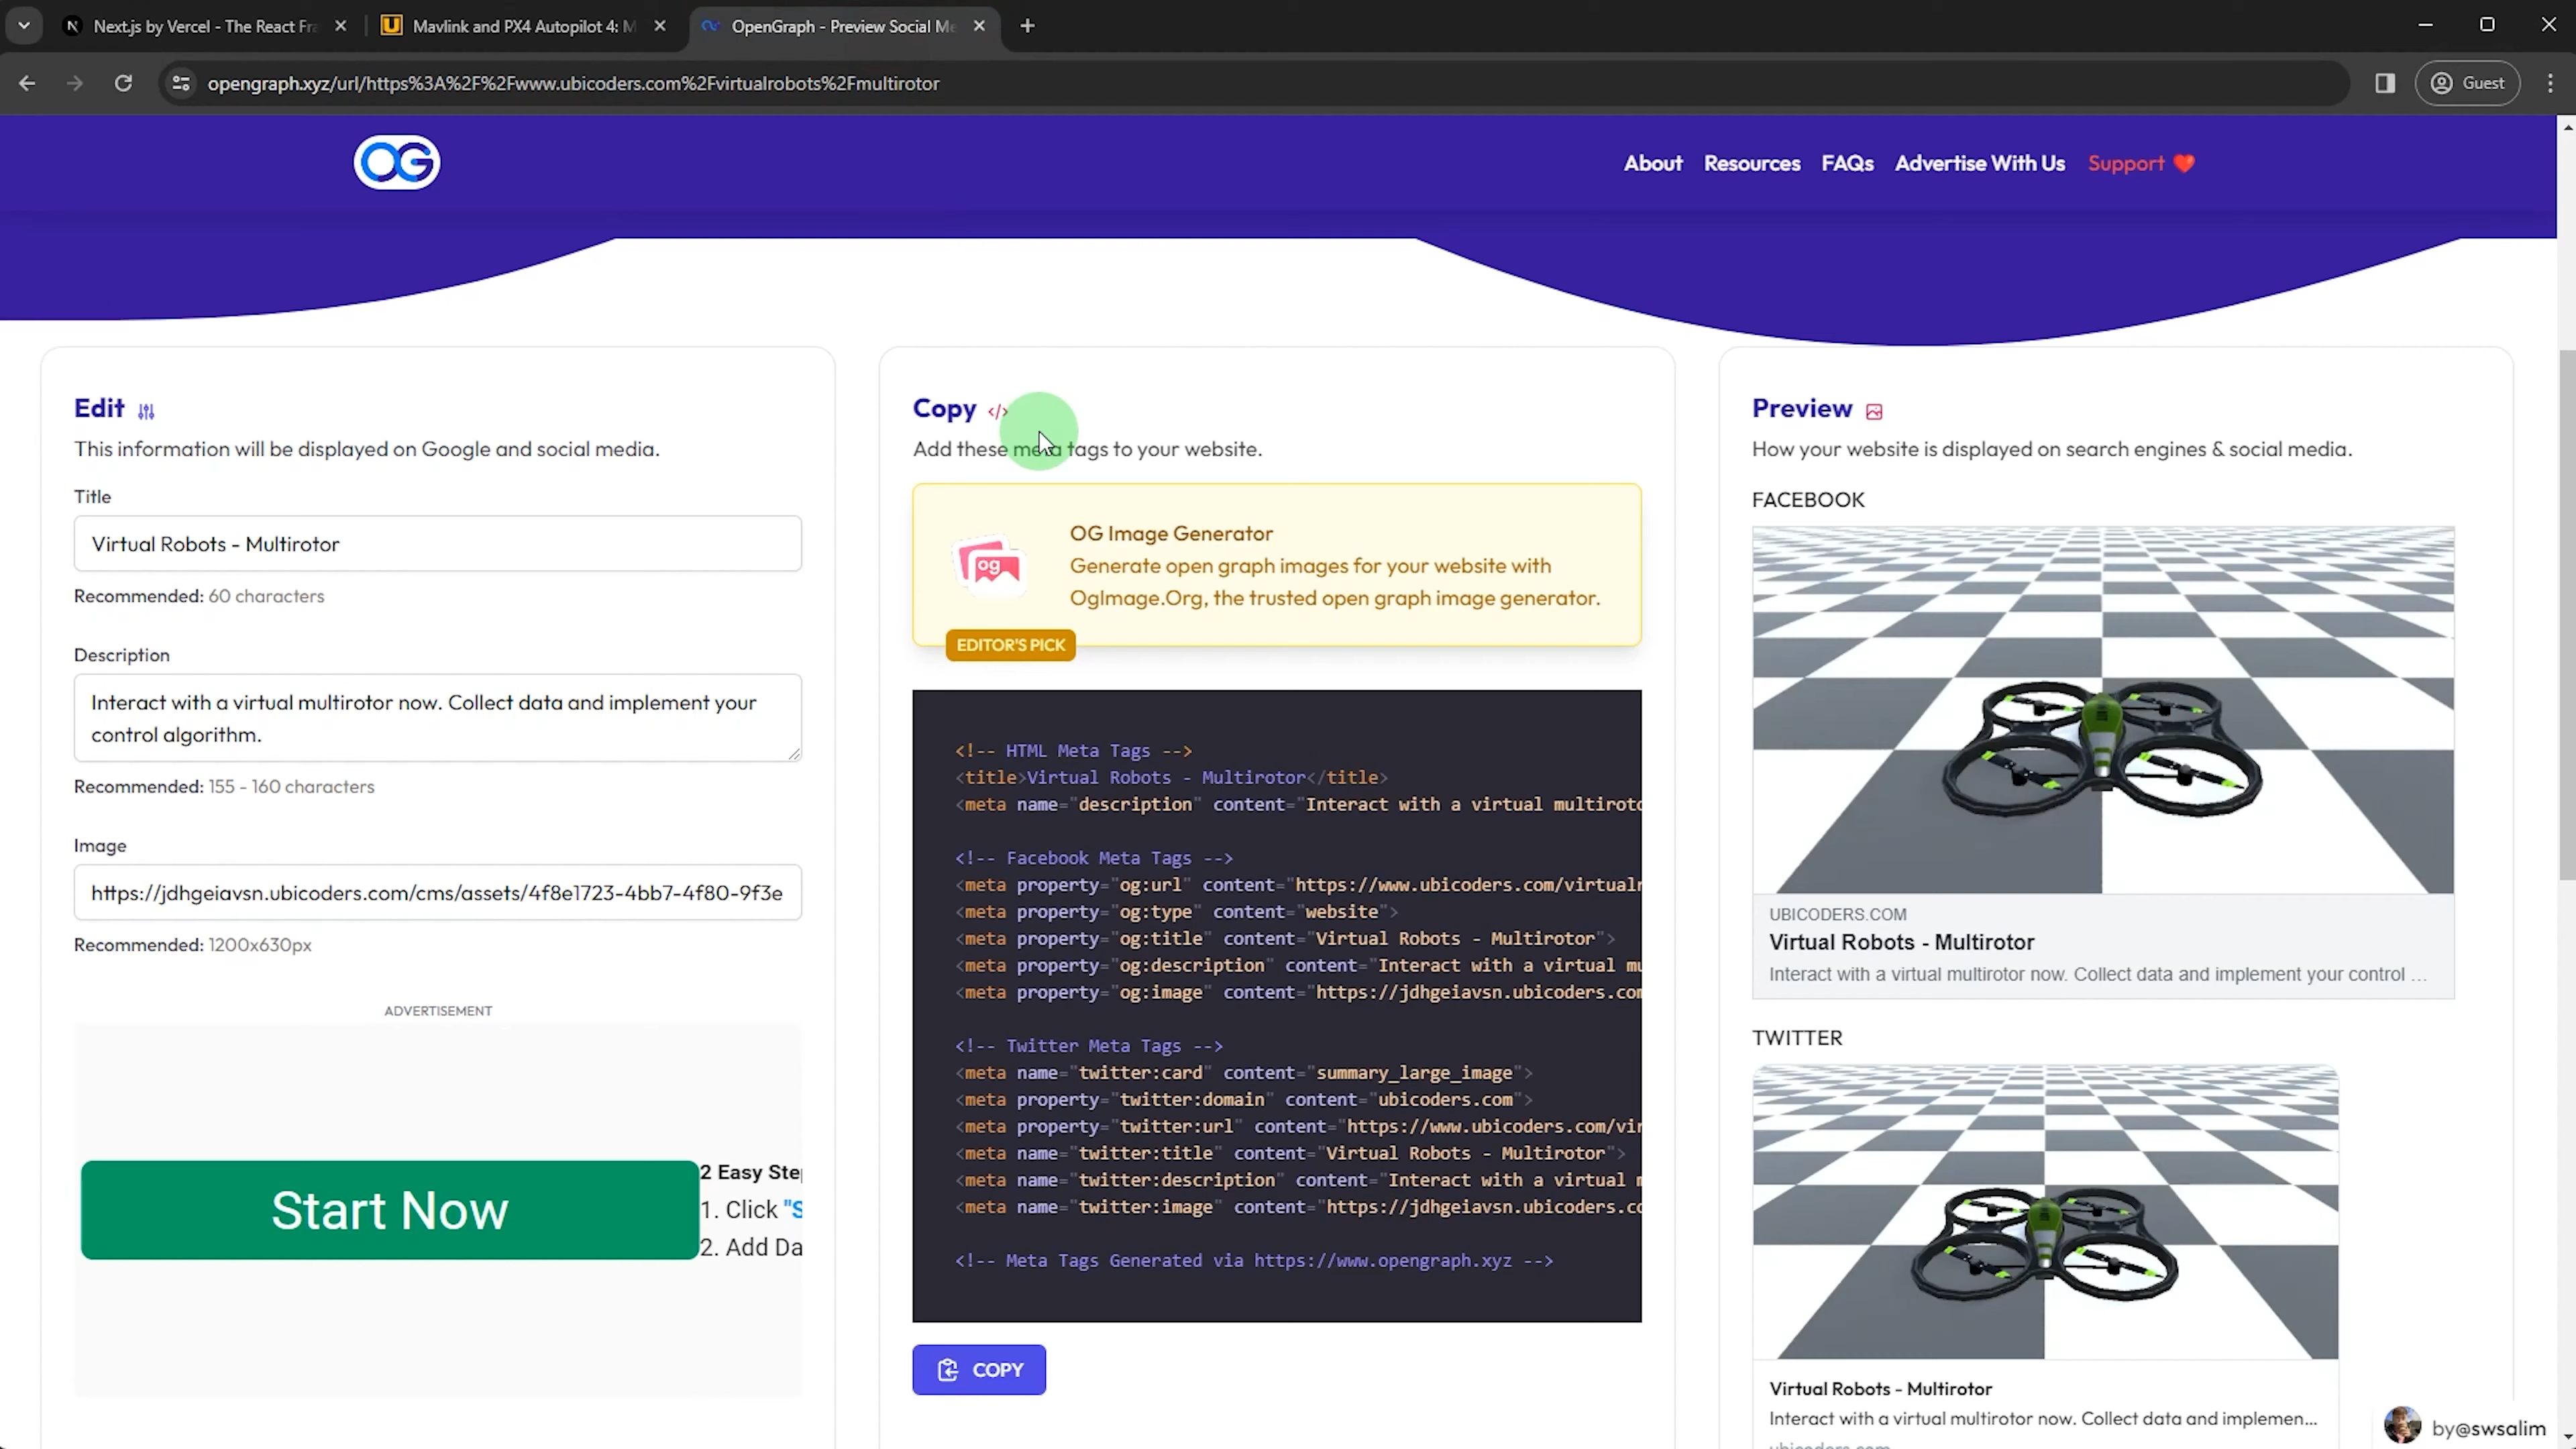 Next.js by Vercel - The React Fra
Mavlink and PX4 Autopilot 4: M
OpenGraph - Preview Social Me
opengraph.xyz/url/https%3A%2F%2Fwww.ubicoders.com%2Fvirtualrobots%2Fmultirotor
Guest
OG
About
Resources
FAQs
Advertise With Us
Support
Edit
This information will be displayed on Google and social media.
Title
Virtual Robots - Multirotor
Recommended: 60 characters
Description
Interact with a virtual multirotor now. Collect data and implement your
control algorithm.
Recommended: 155 - 160 characters
Image
https://jdhgeiavsn.ubicoders.com/cms/assets/4f8e1723-4bb7-4f80-9f3e
Recommended: 1200x630px
ADVERTISEMENT
Start Now
2 Easy Ste
1. Click "S
2. Add Da
Copy </>
Add these meta tags to your website.
og
OG Image Generator
Generate open graph images for your website with
OgImage.Org, the trusted open graph image generator.
EDITOR'S PICK
<!-- HTML Meta Tags -->
<title>Virtual Robots - Multirotor</title>
<meta name="description" content="Interact with a virtual multiroto
<!-- Facebook Meta Tags -->
<meta property="og:url" content="https://www.ubicoders.com/virtualr
<meta property="og:type" content="website">
<meta property="og:title" content="Virtual Robots - Multirotor">
<meta property="og:description" content="Interact with a virtual mu
<meta property="og:image" content="https://jdhgeiavsn.ubicoders.com
<!-- Twitter Meta Tags -->
<meta name="twitter:card" content="summary_large_image">
<meta property="twitter:domain" content="ubicoders.com">
<meta property="twitter:url" content="https://www.ubicoders.com/vir
<meta name="twitter:title" content="Virtual Robots - Multirotor">
<meta name="twitter:description" content="Interact with a virtual m
<meta name="twitter:image" content="https://jdhgeiavsn.ubicoders.co
<!-- Meta Tags Generated via https://www.opengraph.xyz -->
COPY
Preview
How your website is displayed on search engines & social media.
FACEBOOK
UBICODERS.COM
Virtual Robots - Multirotor
Interact with a virtual multirotor now. Collect data and implement your control ...
TWITTER
Virtual Robots - Multirotor
Interact with a virtual multirotor now. Collect data and implemen...
ubicoders.com
by@swsalim